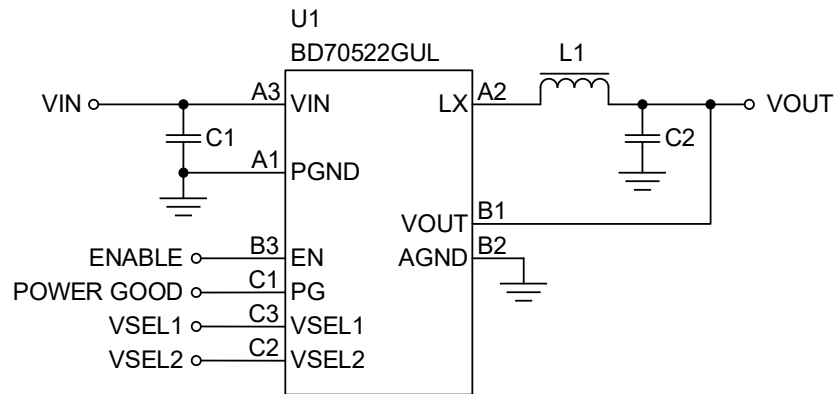 U1
BD70522GUL
L1
VIN
A3
VIN
LX
A2
VOUT
C1
C2
A1
PGND
VOUT
B1
AGND
B2
ENABLE
B3
EN
POWER GOOD
C1
PG
VSEL1
C3
VSEL1
VSEL2
C2
VSEL2